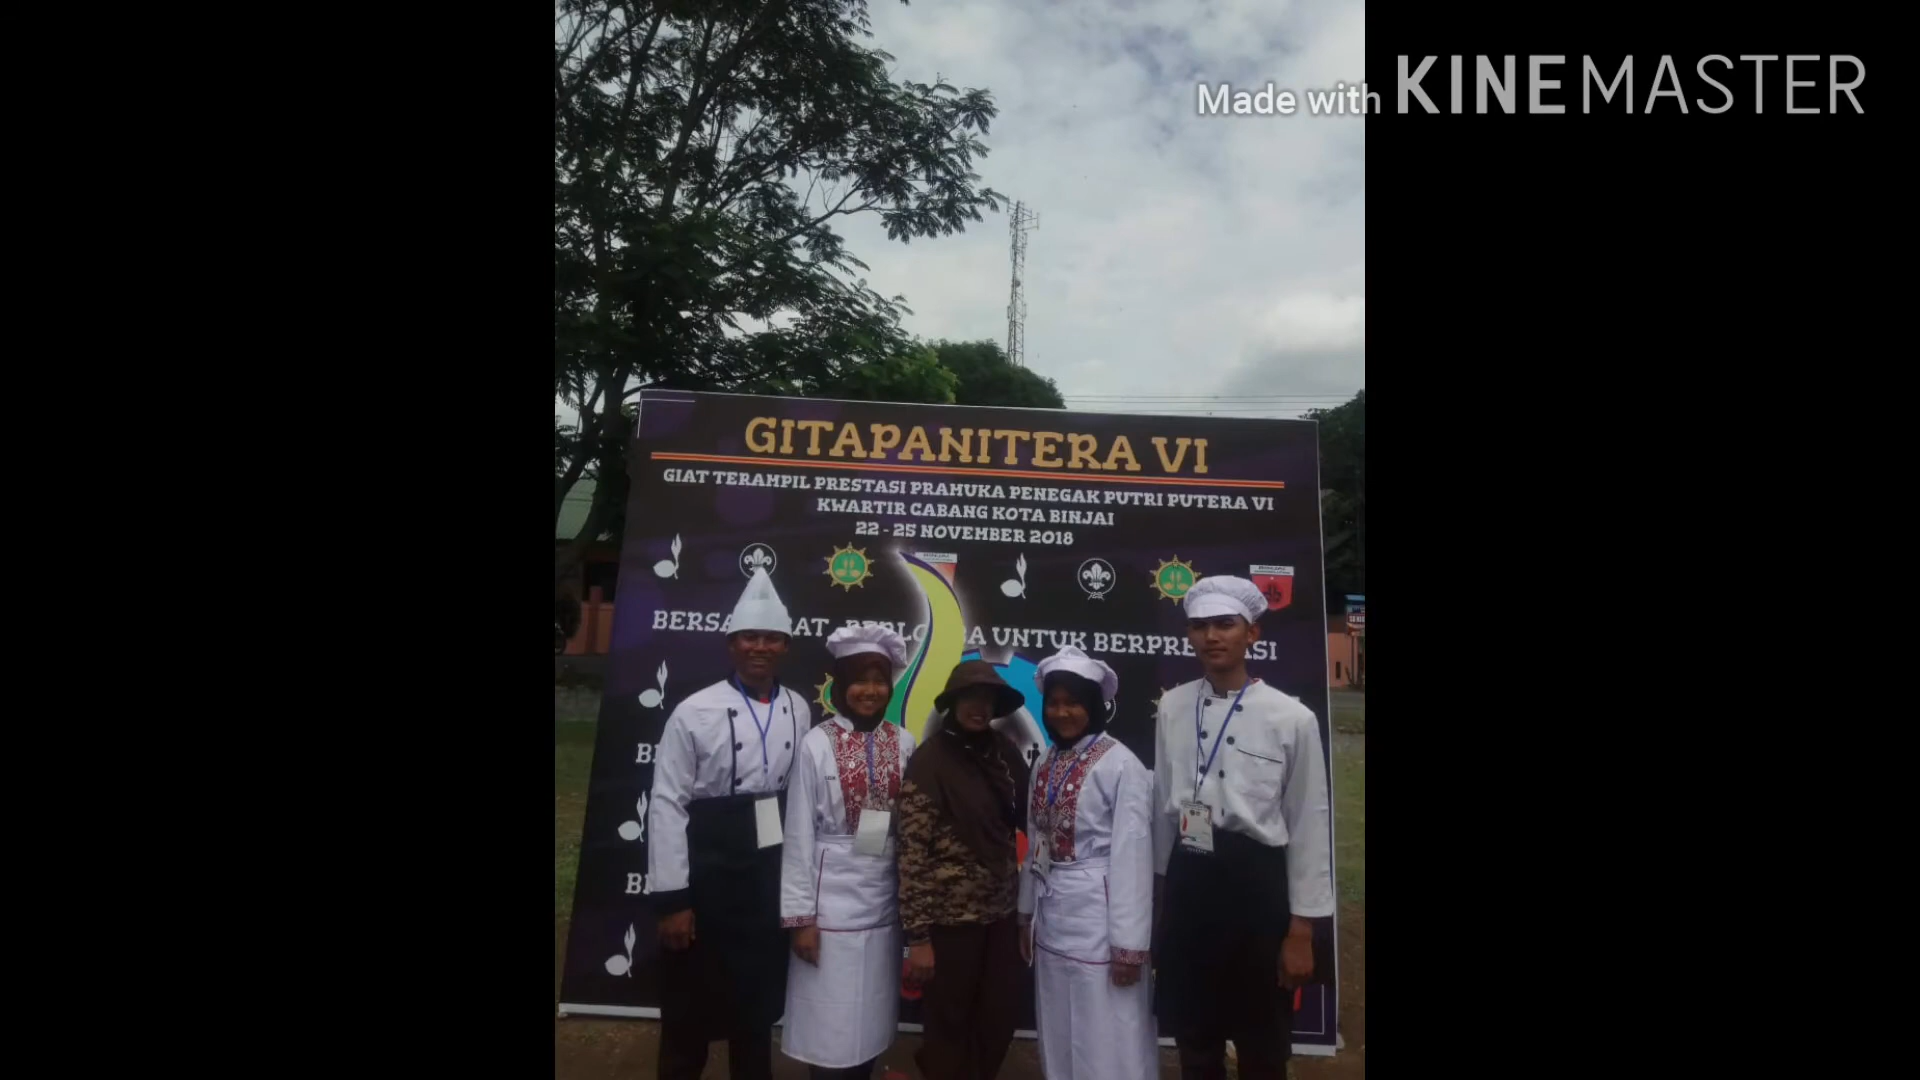 Made with KINEMASTER
GITAPANITERA VI
GIAT TERAMPIL PRESTASI PRAMUKA PENEGAK PUTRI PUTERA VI
KWARTIR CABANG KOTA BINJAI
22 - 25 NOVEMBER 2018
UNTUK